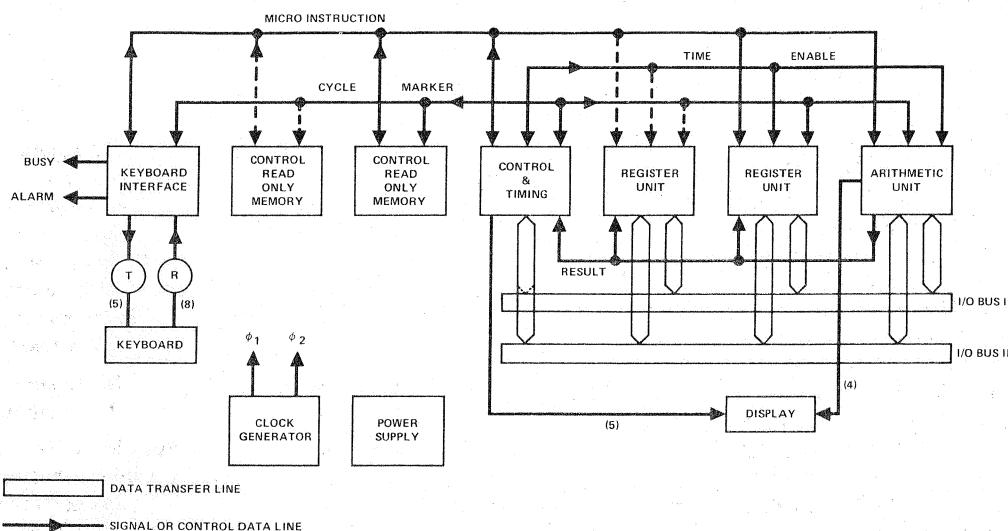 MICRO INSTRUCTION
TIME ENABLE
CYCLE MARKER
BUSY
ALARM
KEYBOARD
INTERFACE
CONTROL
READ
ONLY
MEMORY
CONTROL
READ
ONLY
MEMORY
CONTROL
&
TIMING
REGISTER
UNIT
REGISTER
UNIT
ARITHMETIC
UNIT
RESULT
T
R
(5)
(8)
KEYBOARD
I/O BUS I
I/O BUS II
ϕ1
ϕ2
CLOCK
GENERATOR
POWER
SUPPLY
(4)
(5)
DISPLAY
DATA TRANSFER LINE
SIGNAL OR CONTROL DATA LINE